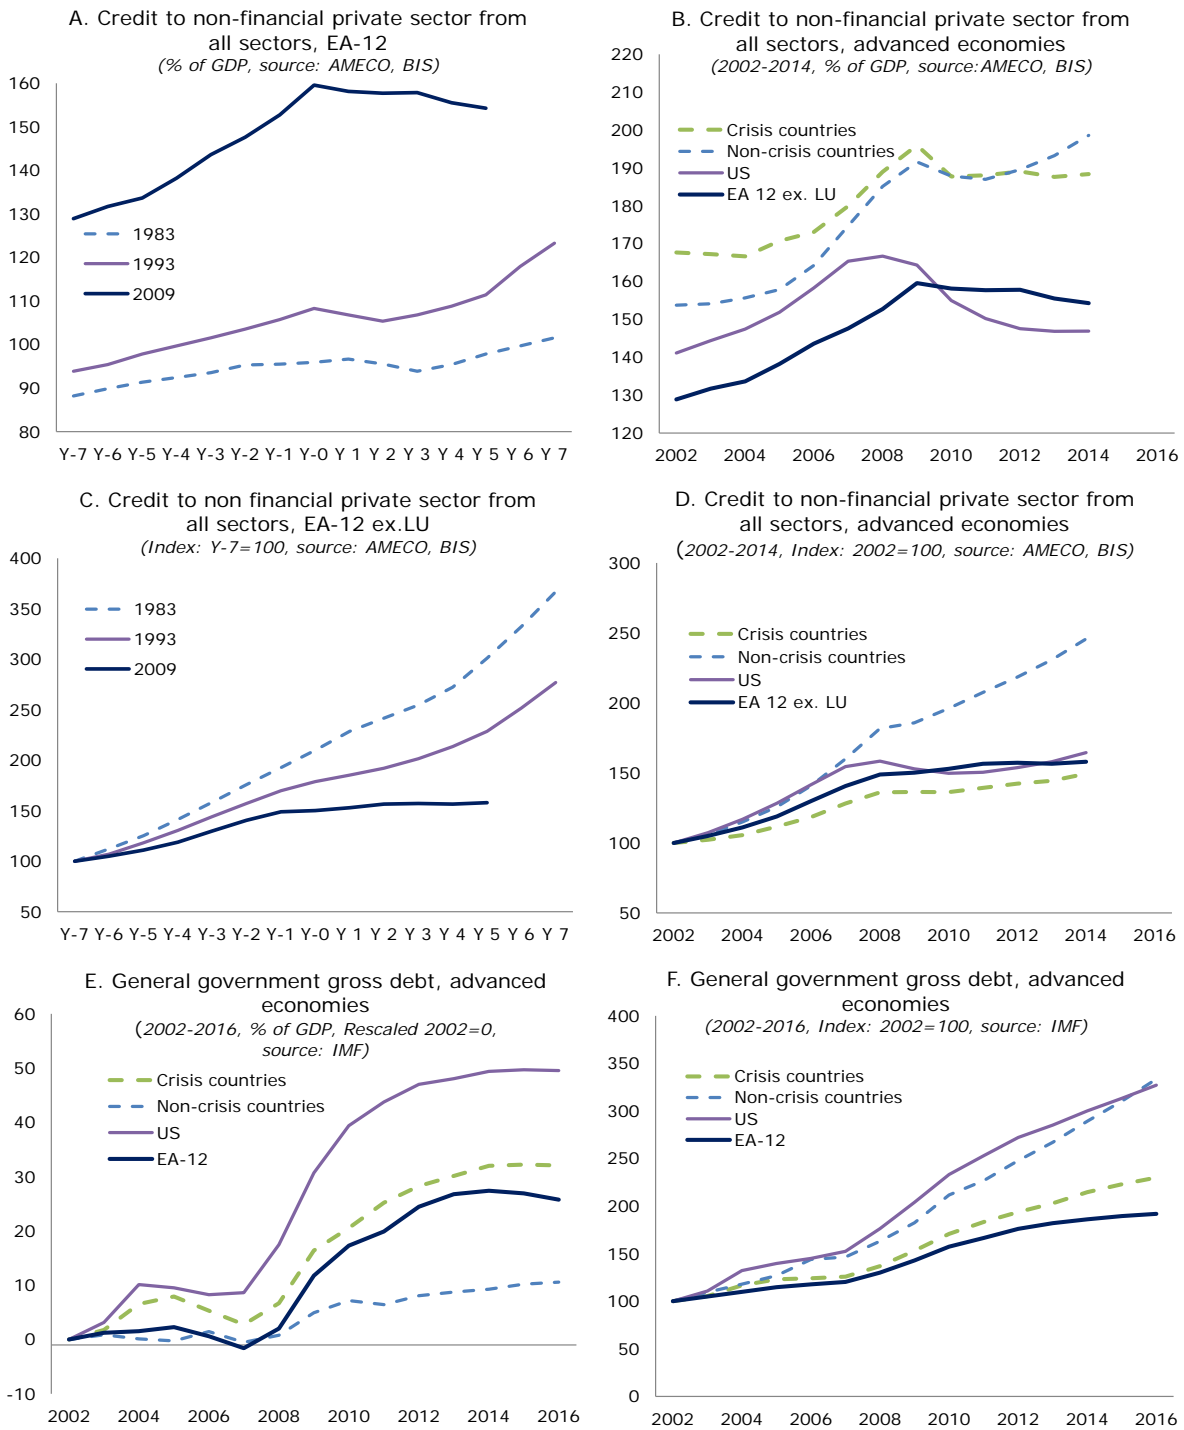 A. Credit to non-financial private sector from
all sectors, EA-12
(% of GDP, source: AMECO, BIS)
160
150
140
130
120
110
100
90
80
1983
1993
2009
Y-7 Y-6 Y-5 Y-4 Y-3 Y-2 Y-1 Y-0 Y 1 Y 2 Y 3 Y 4 Y 5 Y 6 Y 7
B. Credit to non-financial private sector from
all sectors, advanced economies
(2002-2014, % of GDP, source:AMECO, BIS)
220
210
200
190
180
170
160
150
140
130
120
Crisis countries
Non-crisis countries
US
EA 12 ex. LU
2002 2004 2006 2008 2010 2012 2014 2016
C. Credit to non financial private sector from
all sectors, EA-12 ex.LU
(Index: Y-7=100, source: AMECO, BIS)
400
350
300
250
200
150
100
50
1983
1993
2009
Y-7 Y-6 Y-5 Y-4 Y-3 Y-2 Y-1 Y-0 Y 1 Y 2 Y 3 Y 4 Y 5 Y 6 Y 7
D. Credit to non-financial private sector from
all sectors, advanced economies
(2002-2014, Index: 2002=100, source: AMECO, BIS)
300
250
200
150
100
50
Crisis countries
Non-crisis countries
US
EA 12 ex. LU
2002 2004 2006 2008 2010 2012 2014 2016
E. General government gross debt, advanced
economies
(2002-2016, % of GDP, Rescaled 2002=0,
source: IMF)
60
50
40
30
20
10
0
-10
Crisis countries
Non-crisis countries
US
EA-12
2002 2004 2006 2008 2010 2012 2014 2016
F. General government gross debt, advanced
economies
(2002-2016, Index: 2002=100, source: IMF)
400
350
300
250
200
150
100
50
0
Crisis countries
Non-crisis countries
US
EA-12
2002 2004 2006 2008 2010 2012 2014 2016